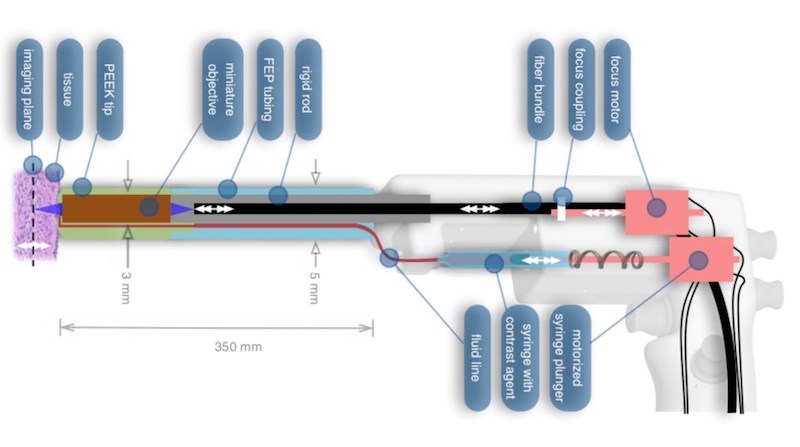 imaging plane
tissue
PEEK tip
miniature
objective
FEP tubing
rigid rod
fiber bundle
focus coupling
focus motor
3 mm
5 mm
350 mm
fluid line
syringe with
contrast agent
motorized
syringe plunger